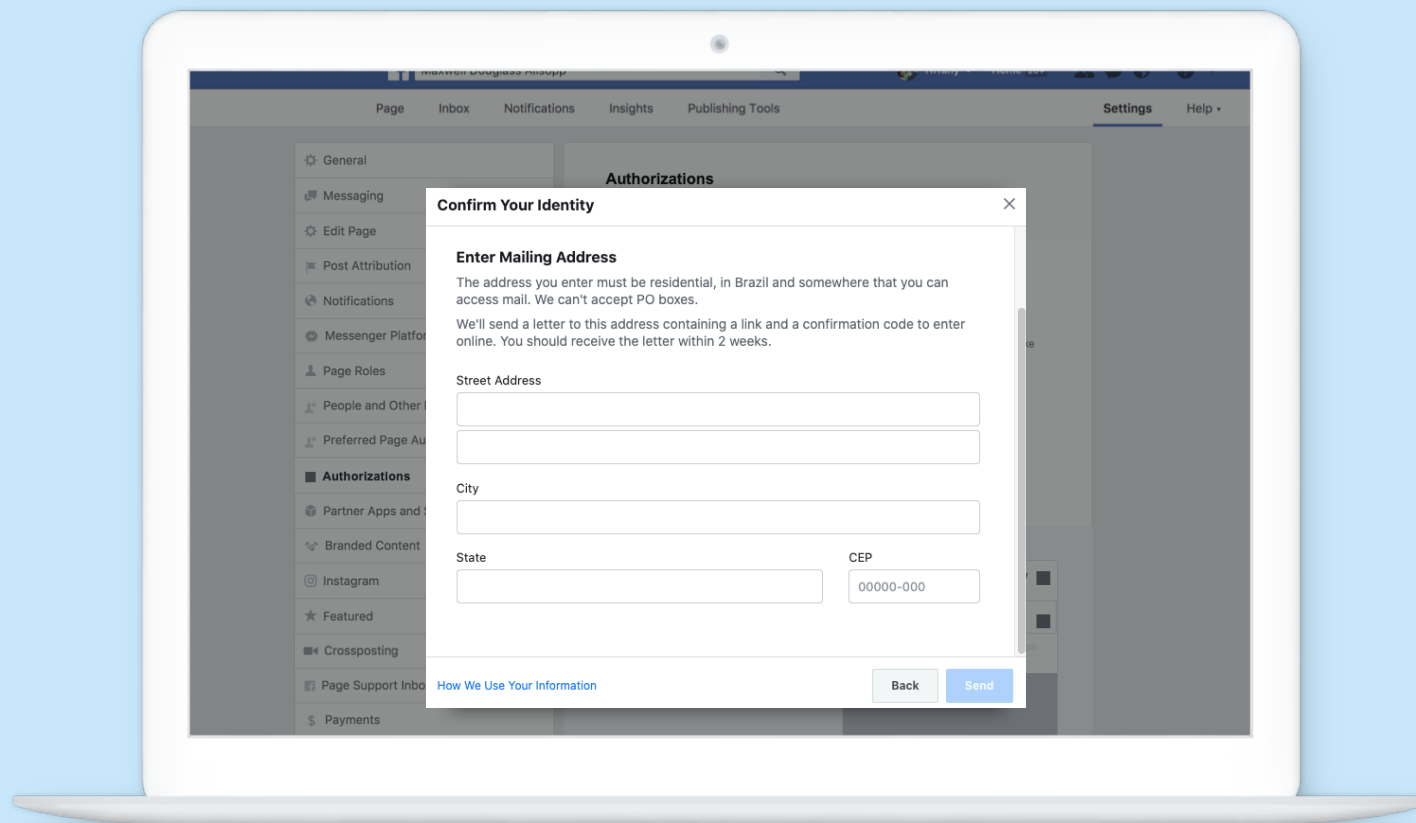 Maxwell Douglass Allsopp
Tiffany
Home
Page Inbox Notifications Insights Publishing Tools Settings Help
General
Messaging
Edit Page
Post Attribution
Notifications
Messenger Platfor
Page Roles
People and Other
Preferred Page Au
Authorizations
Partner Apps and
Branded Content
Instagram
Featured
Crossposting
Page Support Inbo
$ Payments
Authorizations
Confirm Your Identity
Enter Mailing Address
The address you enter must be residential, in Brazil and somewhere that you can
access mail. We can't accept PO boxes.
We'll send a letter to this address containing a link and a confirmation code to enter
online. You should receive the letter within 2 weeks.
Street Address
City
State CEP
00000-000
How We Use Your Information Back Send